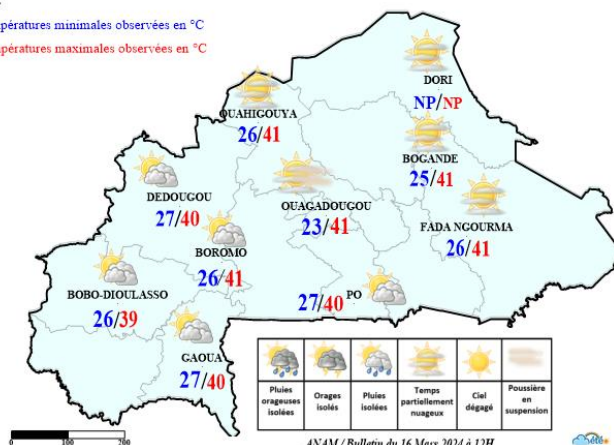 températures minimales observées en °C
températures maximales observées en °C
DORI
NP/NP
OUAHIGOUYA
26/41
BOGANDE
25/41
DEDOUGOU
27/40
OUAGADOUGOU
23/41
FADA NGOURMA
26/41
BOROMO
26/41
BOBO-DIOULASSO
26/39
27/40 PO
GAOUA
27/40
Pluies orageuses isolées
Orages isolés
Pluies isolées
Temps partiellement nuageux
Ciel dégagé
Poussière en suspension
0 100 200
ANAM / Bulletin du 16 Mars 2024 à 12H